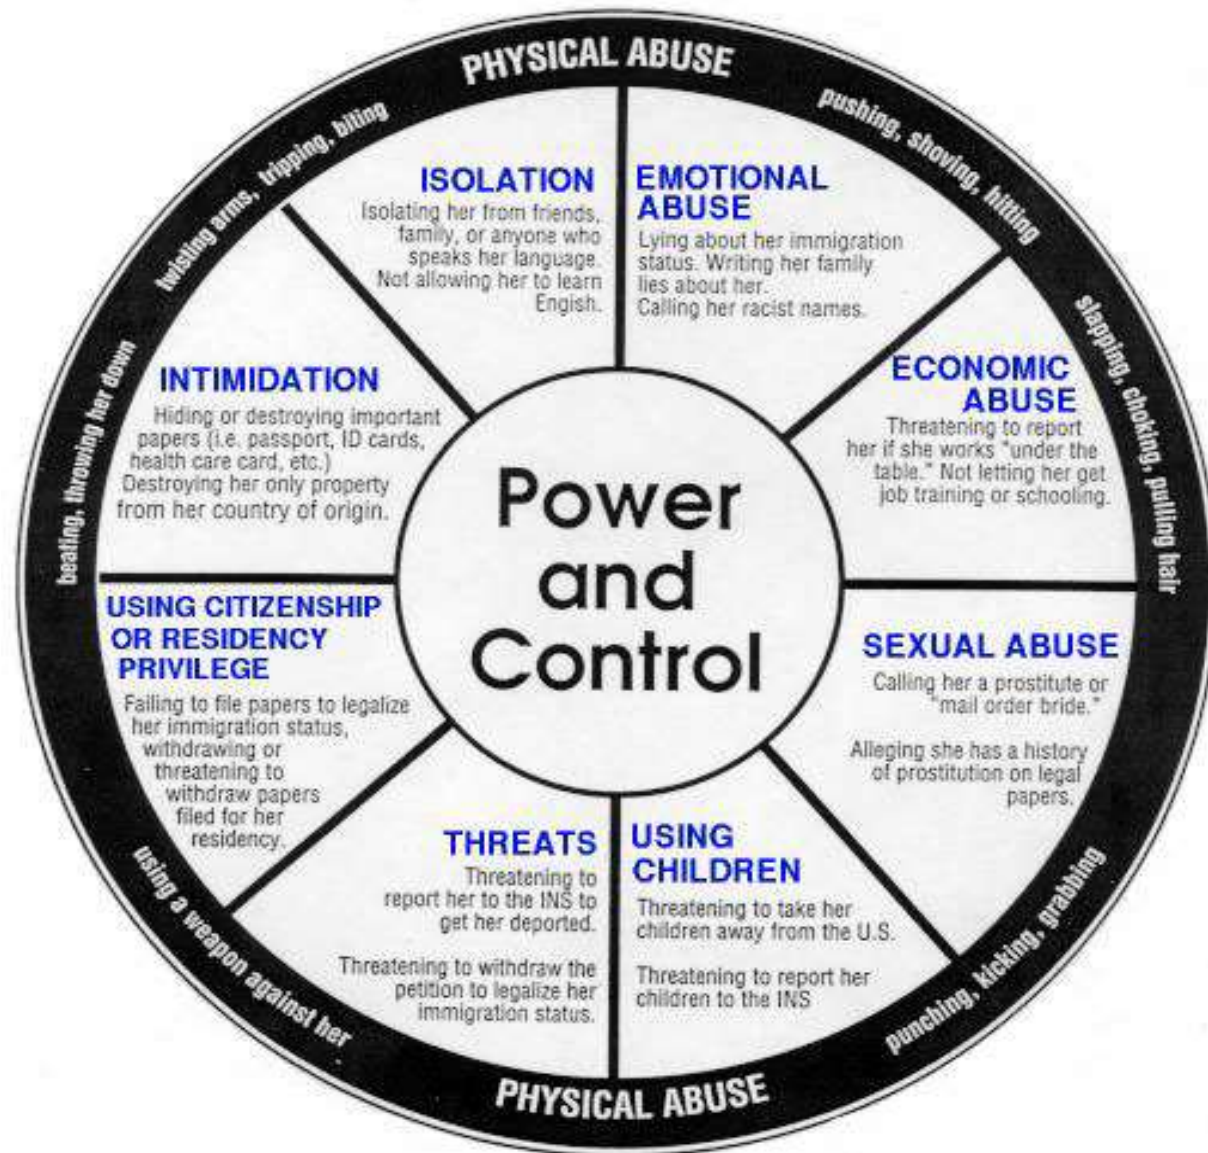 PHYSICAL ABUSE
pushing, shoving, hitting
slapping, choking, pulling hair
punching, kicking, grabbing
PHYSICAL ABUSE
using a weapon against her
beating, throwing her down
twisting arms, tripping, biting
Power
and
Control
ISOLATION
Isolating her from friends,
family, or anyone who
speaks her language.
Not allowing her to learn
Engish.
EMOTIONAL
ABUSE
Lying about her immigration
status. Writing her family
lies about her.
Calling her racist names.
ECONOMIC
ABUSE
Threatening to report
her if she works "under the
table." Not letting her get
job training or schooling.
SEXUAL ABUSE
Calling her a prostitute or
"mail order bride."
Alleging she has a history
of prostitution on legal
papers.
USING
CHILDREN
Threatening to take her
children away from the U.S.
Threatening to report her
children to the INS
THREATS
Threatening to
report her to the INS to
get her deported.
Threatening to withdraw the
petition to legalize her
immigration status.
USING CITIZENSHIP
OR RESIDENCY
PRIVILEGE
Failing to file papers to legalize
her immigration status,
withdrawing or
threatening to
withdraw papers
filed for her
residency.
INTIMIDATION
Hiding or destroying important
papers (i.e. passport, ID cards,
health care card, etc.)
Destroying her only property
from her country of origin.